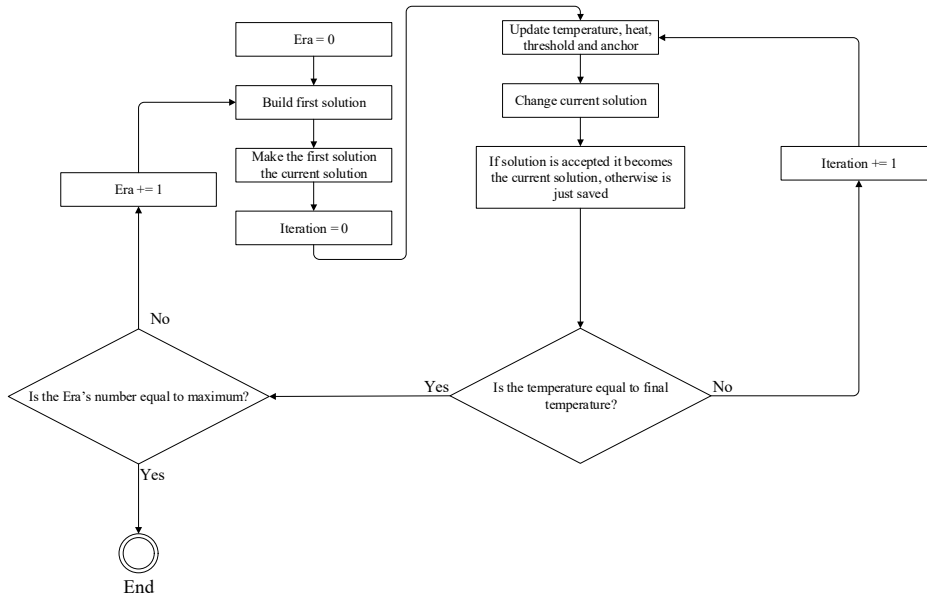 Era = 0
Build first solution
Make the first solution
the current solution
Iteration = 0
Era += 1
Update temperature, heat,
threshold and anchor
Change current solution
If solution is accepted it becomes
the current solution, otherwise is
just saved
Iteration += 1
Is the temperature equal to final
temperature?
No
Yes
Is the Era’s number equal to maximum?
No
Yes
End